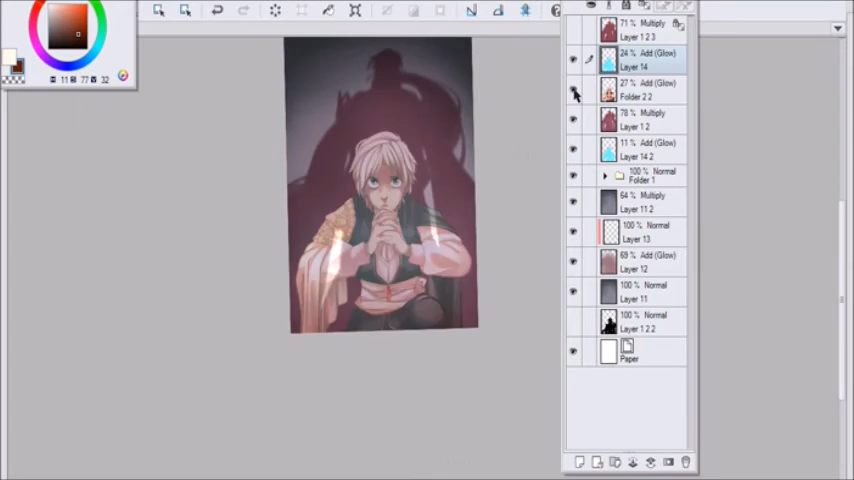 71 % Multiply
Layer 1 2 3
24 % Add (Glow)
Layer 14
27 % Add (Glow)
Folder 2 2
78 % Multiply
Layer 1 2
11 % Add (Glow)
Layer 14 2
100 % Normal
Folder 1
64 % Multiply
Layer 11 2
100 % Normal
Layer 13
69 % Add (Glow)
Layer 12
100 % Normal
Layer 11
100 % Normal
Layer 1 2 2
Paper
H 11 S 77 V 32